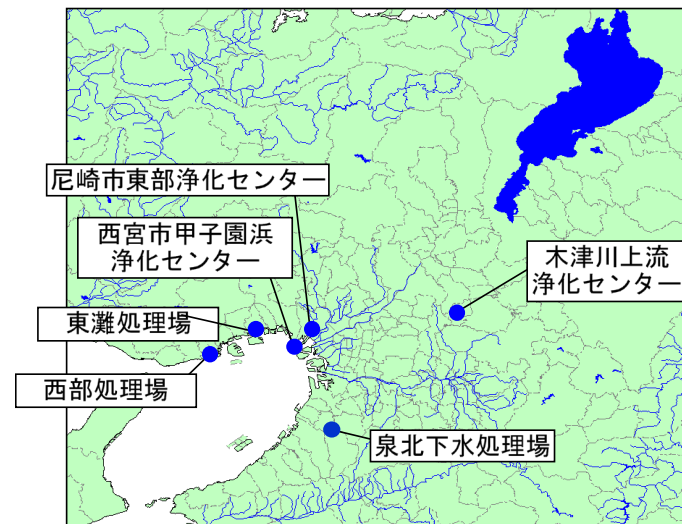 尼崎市東部浄化センター
西宮市甲子園浜
浄化センター
木津川上流
浄化センター
東灘処理場
西部処理場
泉北下水処理場